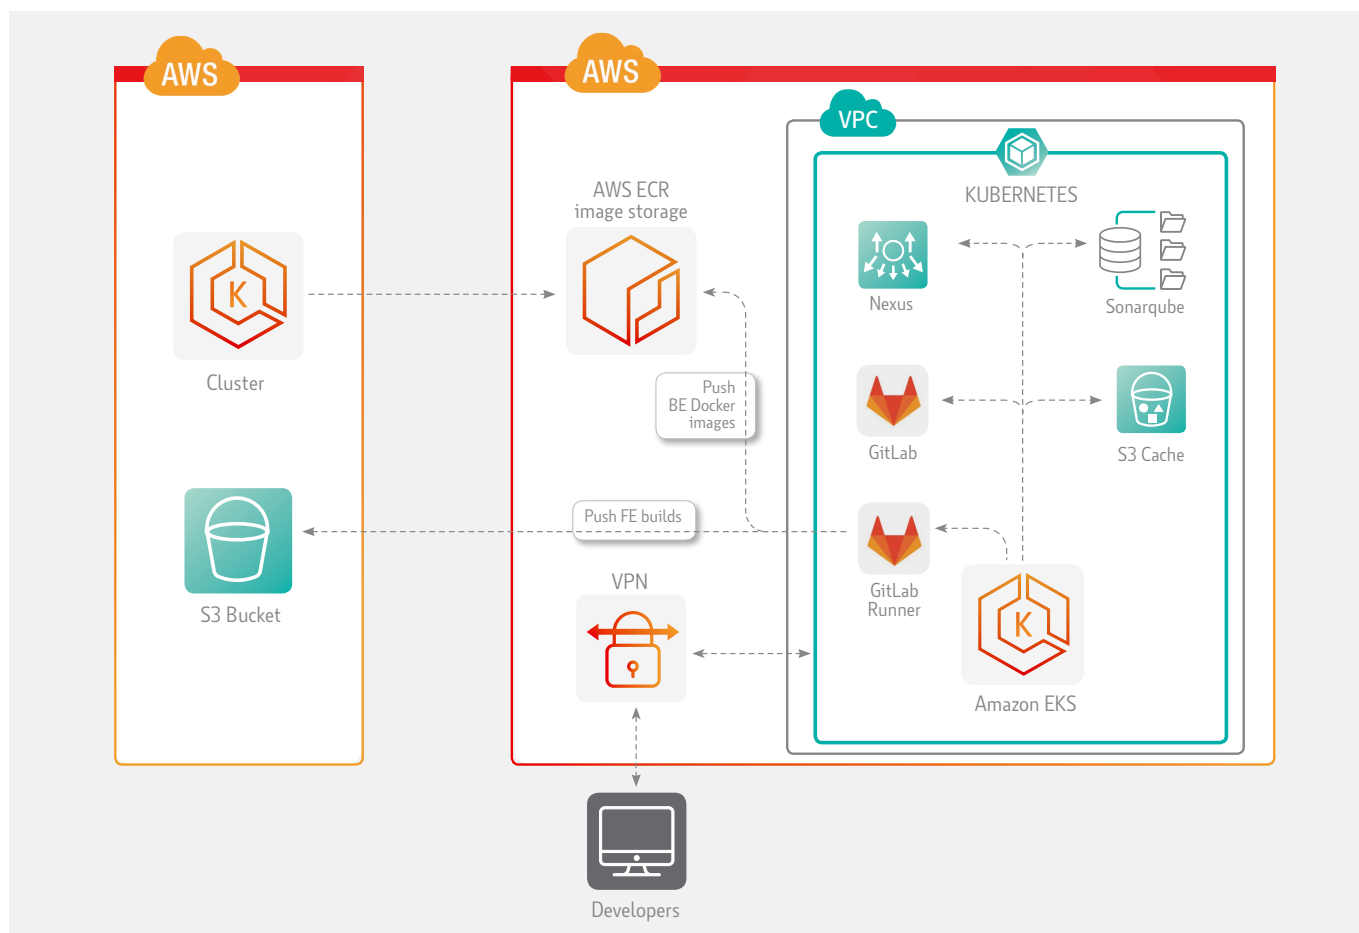 AWS
AWS
VPC
KUBERNETES
AWS ECR
image storage
Nexus
Sonarqube
K
Cluster
Push
BE Docker
images
GitLab
S3 Cache
Push FE builds
S3 Bucket
VPN
GitLab
Runner
K
Amazon EKS
Developers